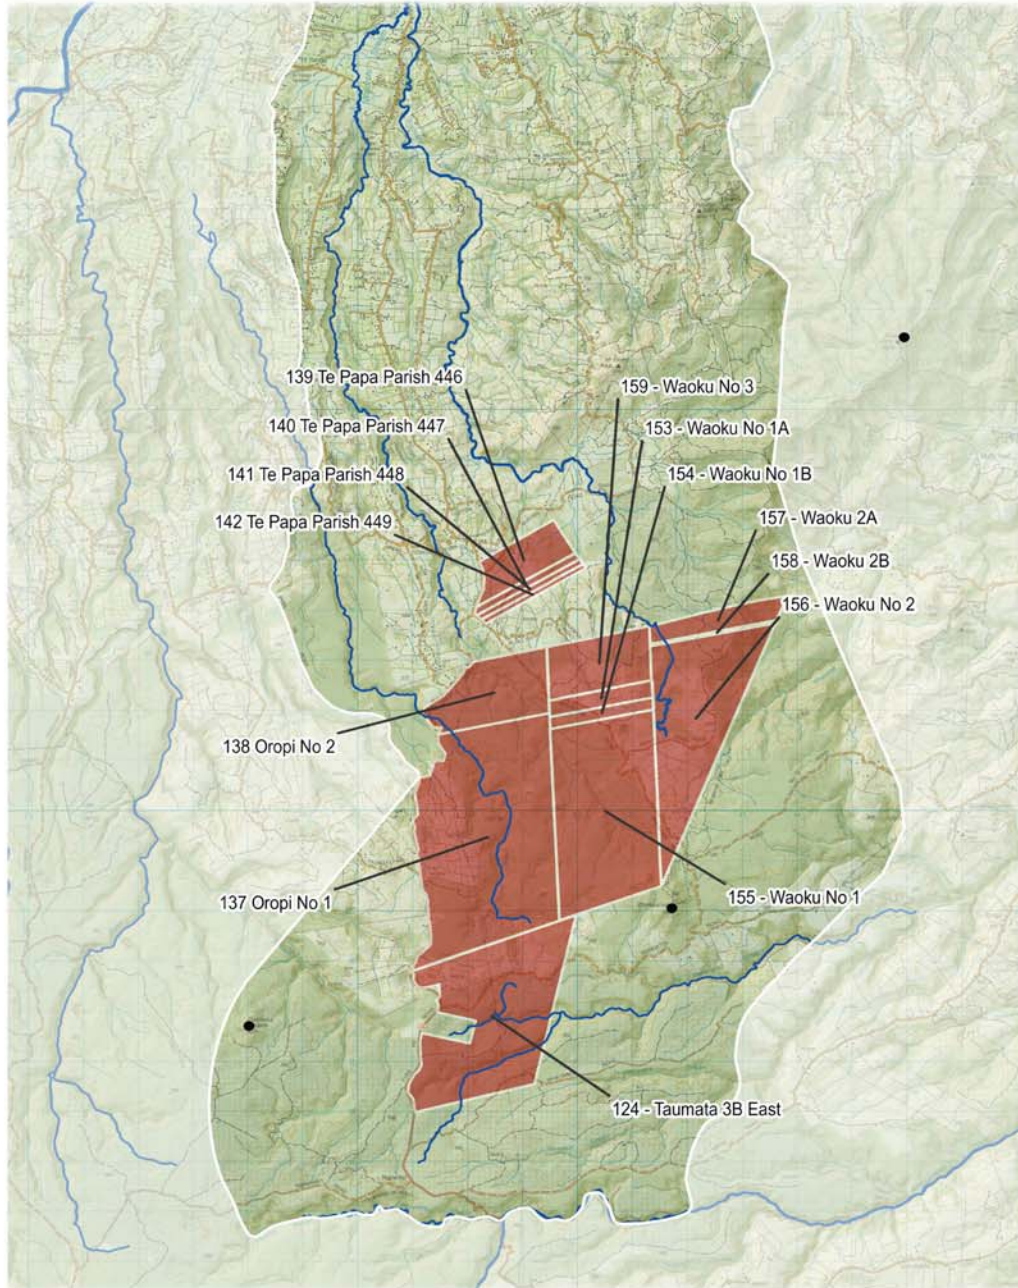 139 Te Papa Parish 446
159 - Waoku No 3
140 Te Papa Parish 447
153 - Waoku No 1A
141 Te Papa Parish 448
154 - Waoku No 1B
142 Te Papa Parish 449
157 - Waoku 2A
158 - Waoku 2B
156 - Waoku No 2
138 Oropi No 2
137 Oropi No 1
155 - Waoku No 1
124 - Taumata 3B East